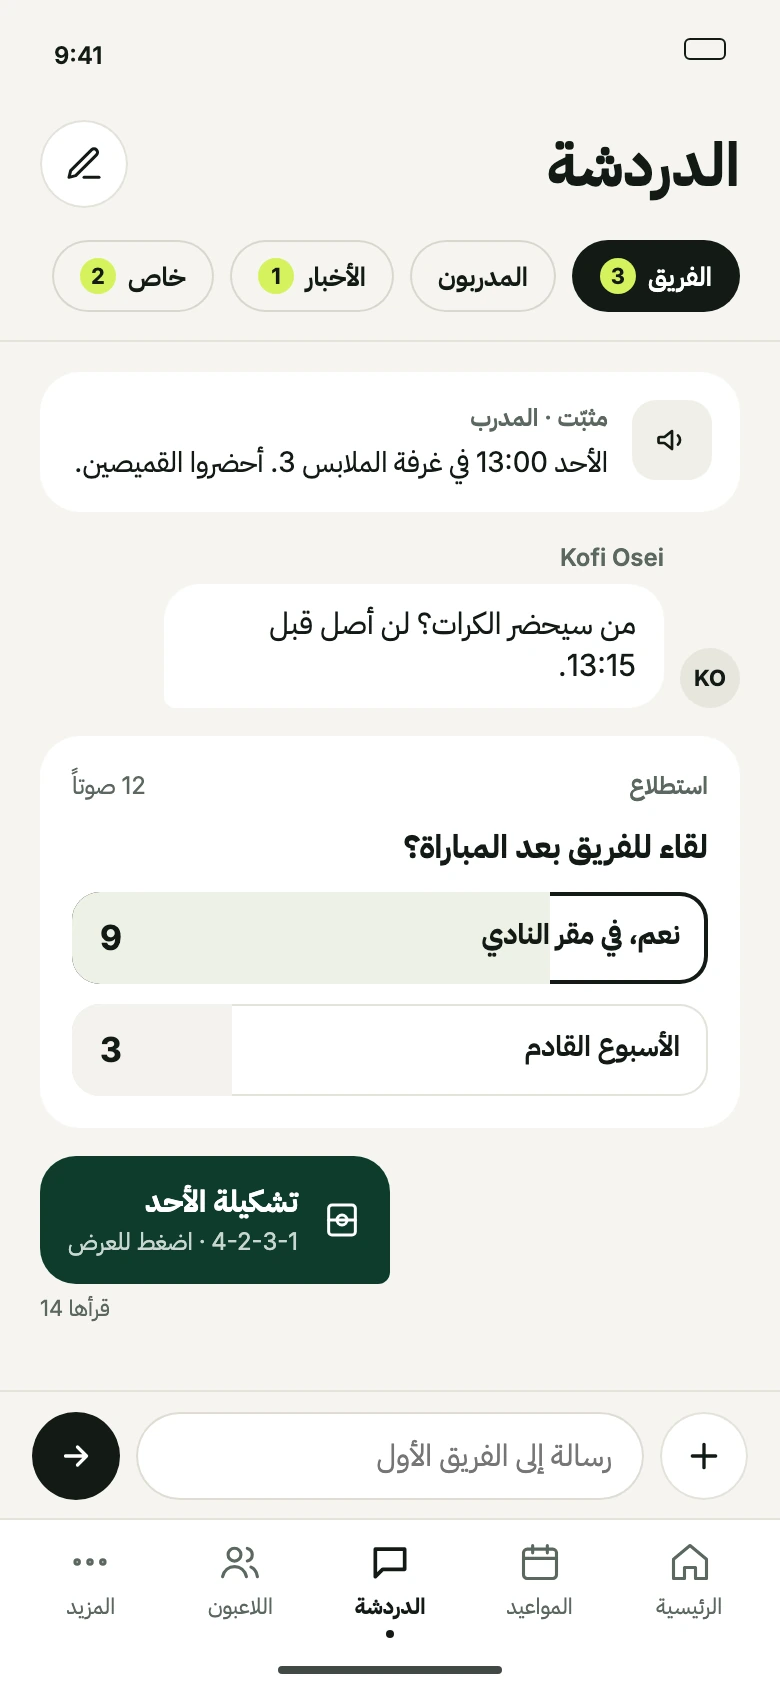 9:41
الدردشة
الفريق 3
المدربون
الأخبار 1
خاص 2
مثبّت · المدرب
الأحد 13:00 في غرفة الملابس 3. أحضروا القميصين.
Kofi Osei
من سيحضر الكرات؟ لن أصل قبل
13:15.
KO
استطلاع
12 صوتاً
لقاء للفريق بعد المباراة؟
نعم، في مقر النادي 9
الأسبوع القادم 3
تشكيلة الأحد
4-2-3-1 · اضغط للعرض
قرأها 14
رسالة إلى الفريق الأول
الرئيسية
المواعيد
الدردشة
اللاعبون
المزيد